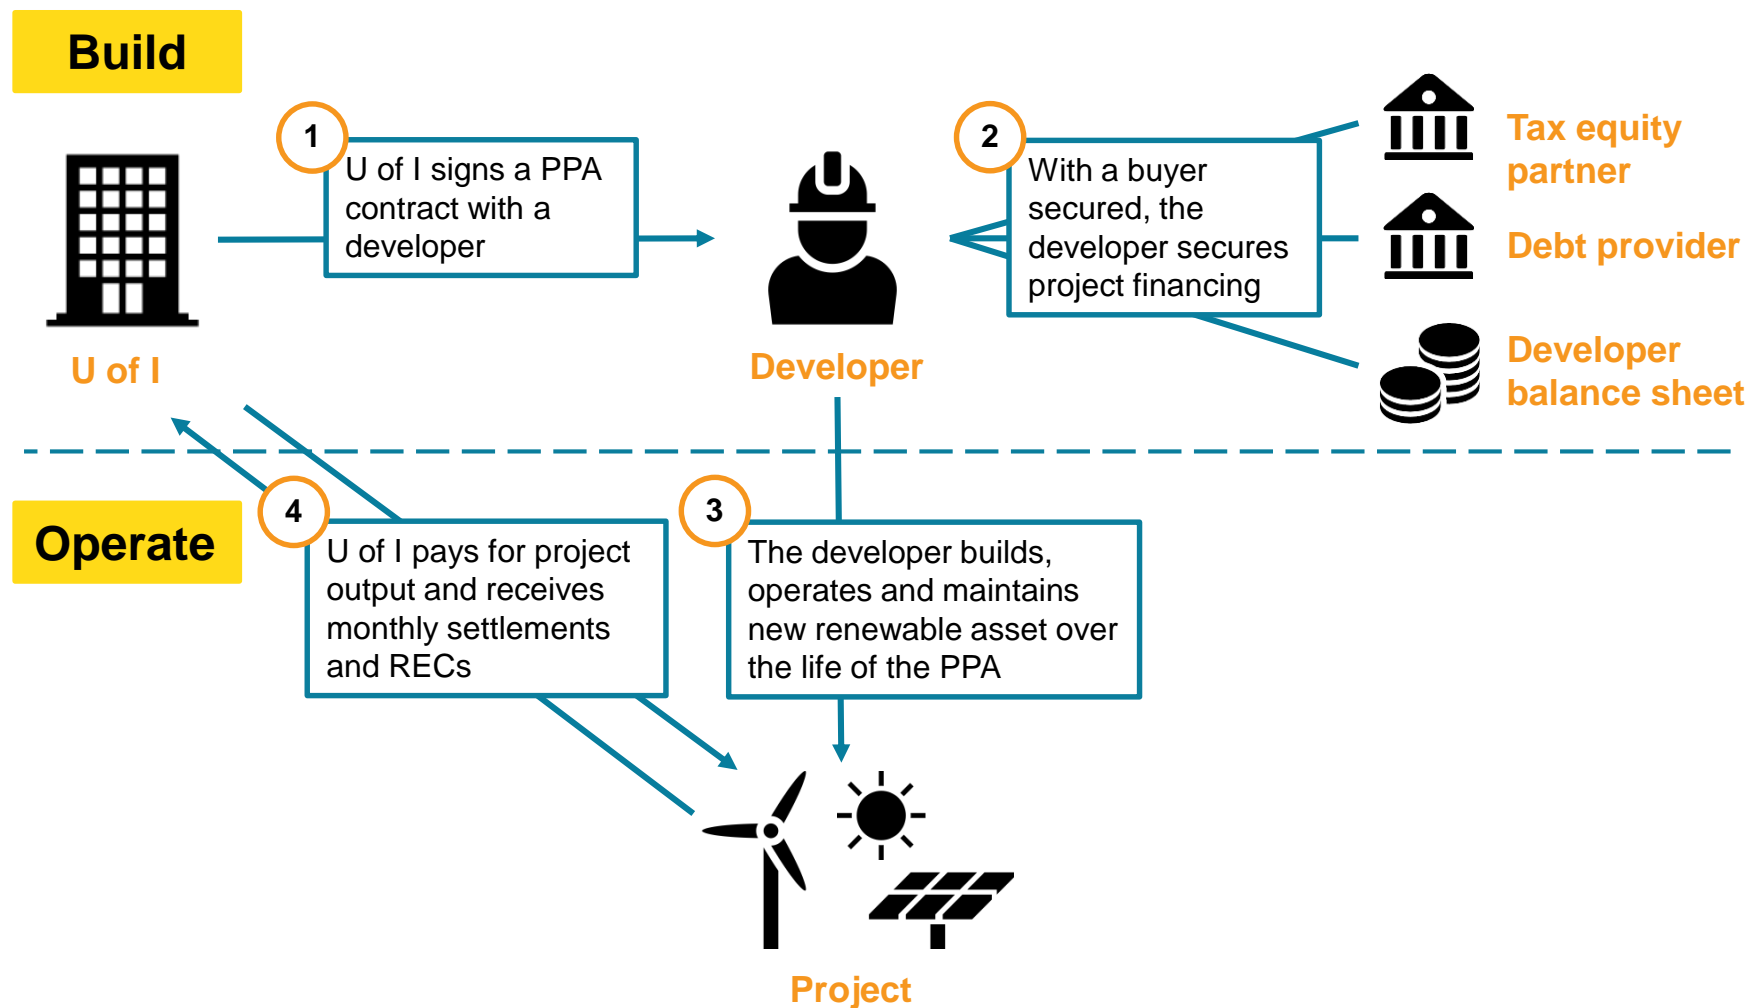 Build
1
U of I signs a PPA
contract with a
developer
2
With a buyer
secured, the
developer secures
project financing
Tax equity
partner
Debt provider
Developer
balance sheet
U of I
Developer
Operate
4
U of I pays for project
output and receives
monthly settlements
and RECs
3
The developer builds,
operates and maintains
new renewable asset over
the life of the PPA
Project